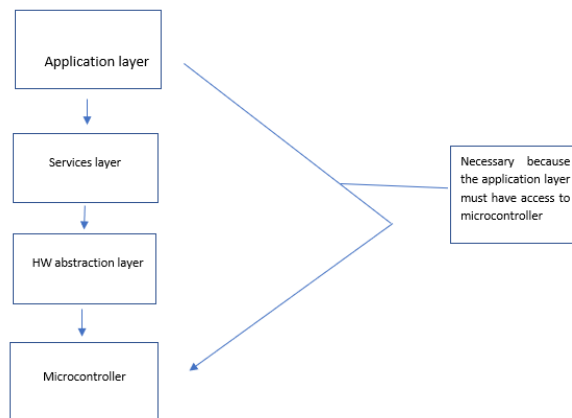 Application layer
Services layer
HW abstraction layer
Microcontroller
Necessary because
the application layer
must have access to
microcontroller